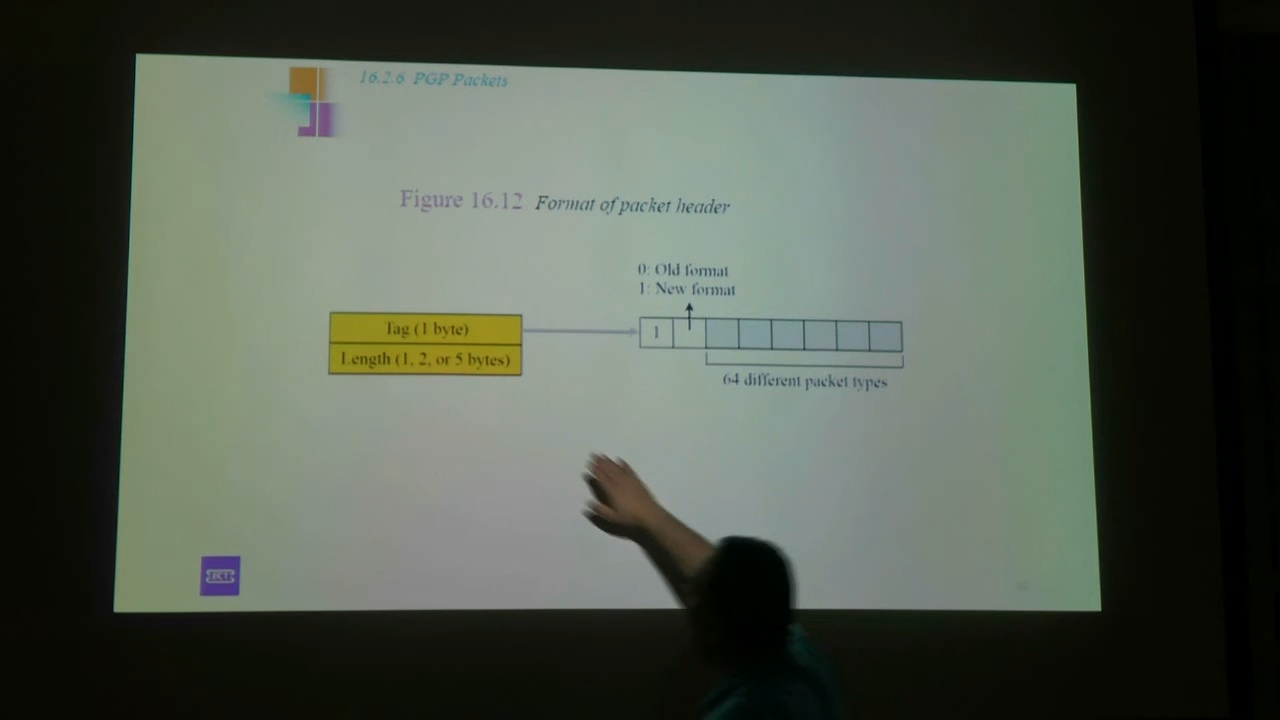 16.2.6 PGP Packets
Figure 16.12 Format of packet header
0: Old format
1: New format
Tag (1 byte)
1
Length (1, 2, or 5 bytes)
64 different packet types